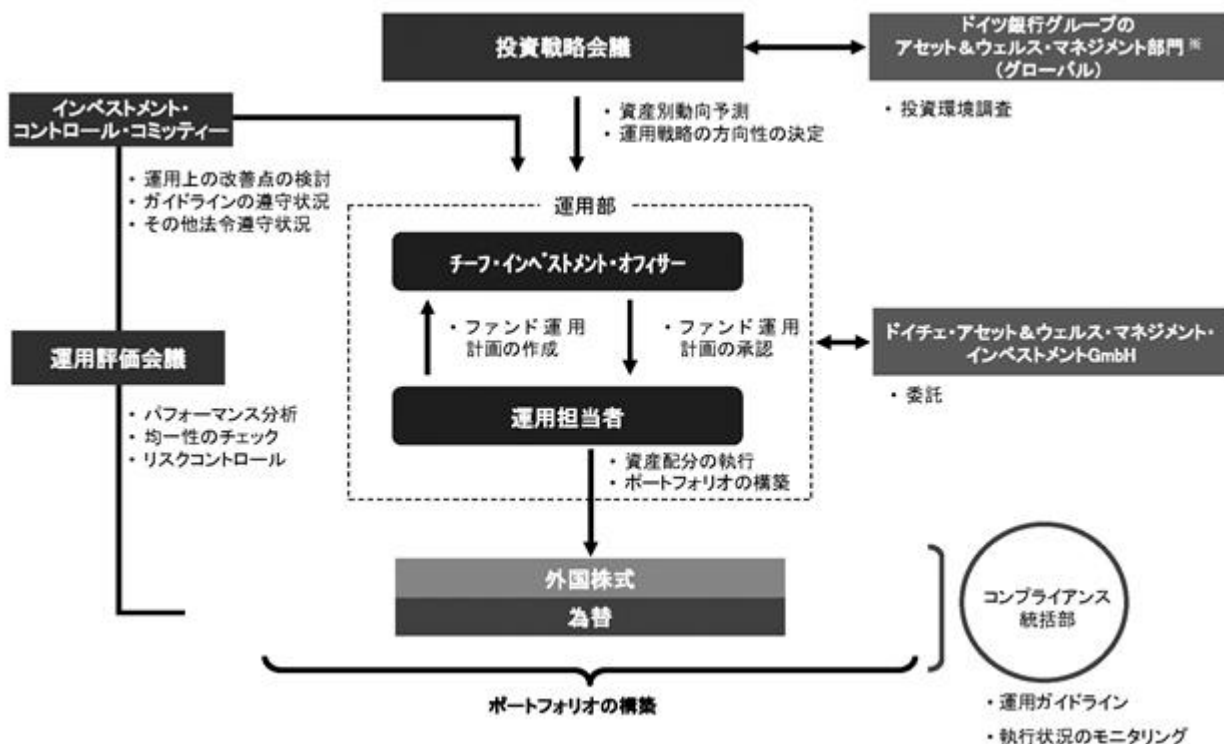 投資戦略会議
ドイツ銀行グループの
アセット＆ウェルス・マネジメント部門※
（グローバル）
・投資環境調査
・資産別動向予測
・運用戦略の方向性の決定
インベストメント・
コントロール・コミッティー
・運用上の改善点の検討
・ガイドラインの遵守状況
・その他法令遵守状況
運用部
チーフ・インベストメント・オフィサー
・ファンド運用
計画の作成
・ファンド運用
計画の承認
ドイチェ・アセット＆ウェルス・マネジメント・
インベストメントGmbH
・委託
運用評価会議
・パフォーマンス分析
・均一性のチェック
・リスクコントロール
運用担当者
・資産配分の執行
・ポートフォリオの構築
外国株式
為替
コンプライアンス
統括部
・運用ガイドライン
・執行状況のモニタリング
ポートフォリオの構築